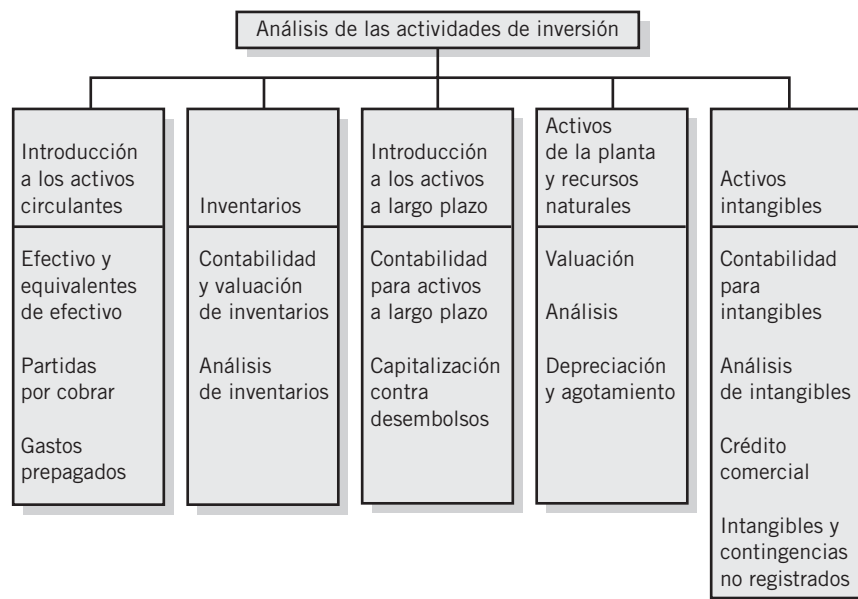 Análisis de las actividades de inversión
Introducción
a los activos
circulantes
Efectivo y
equivalentes
de efectivo
Partidas
por cobrar
Gastos
prepagados
Inventarios
Contabilidad
y valuación
de inventarios
Análisis
de inventarios
Introducción
a los activos
a largo plazo
Contabilidad
para activos
a largo plazo
Capitalización
contra
desembolsos
Activos
de la planta
y recursos
naturales
Valuación
Análisis
Depreciación
y agotamiento
Activos
intangibles
Contabilidad
para
intangibles
Análisis
de intangibles
Crédito
comercial
Intangibles y
contingencias
no registrados